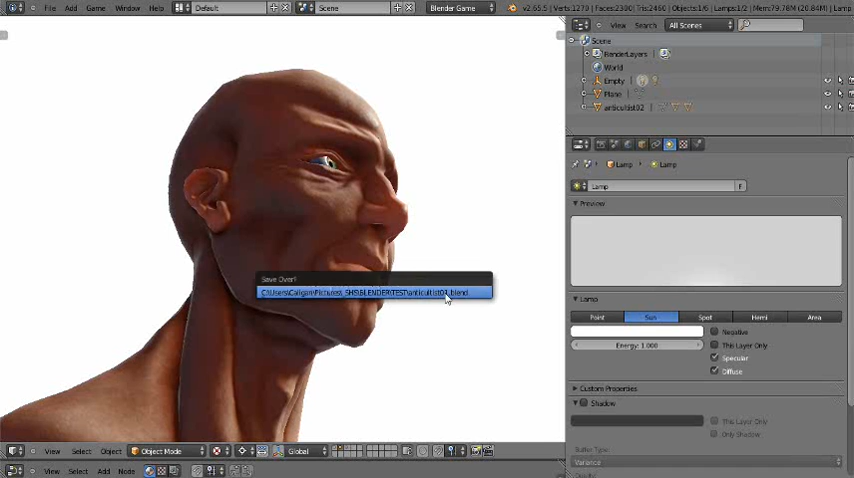 File Add Game Window Help Default Scene Blender Game v2.65.5 | Verts:1270 | Faces:2300 | Tris:2460 | Objects:1/6 | Lamps:1/2 | Mem:79.78M (20.84M) | Lamp
View Search All Scenes
Scene
RenderLayers
World
Empty
Plane
anticultist02
Lamp Lamp
Lamp F
Preview
Save Over?
Lamp
Point Sun Spot Hemi Area
Negative
Energy: 1.000 This Layer Only
Specular
Diffuse
Custom Properties
Shadow
This Layer Only
Only Shadow
Buffer Type
Variance
View Select Object Object Mode Global
View Select Add Node